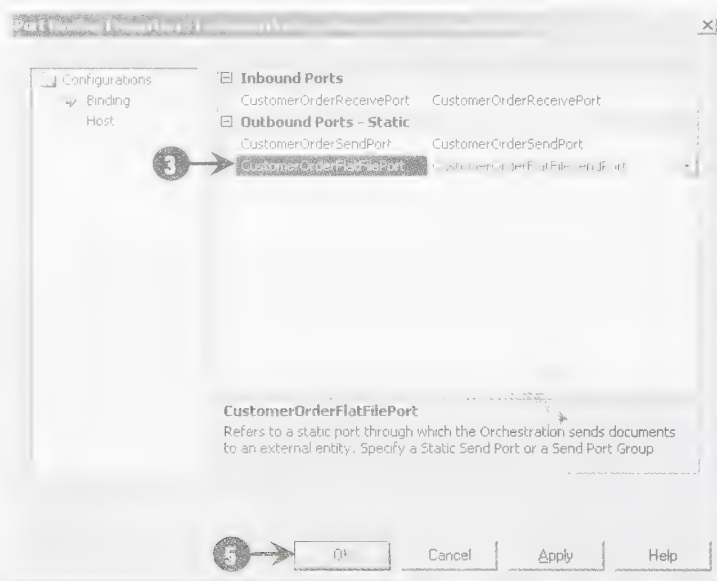 Configurations
Binding
Host
Inbound Ports
CustomerOrderReceivePort CustomerOrderReceivePort
Outbound Ports - Static
CustomerOrderSendPort CustomerOrderSendPort
3 CustomerOrderFlatFilePort CustomerOrderFlatFileSendPort
CustomerOrderFlatFilePort
Refers to a static port through which the Orchestration sends documents
to an external entity. Specify a Static Send Port or a Send Port Group
5 OK Cancel Apply Help